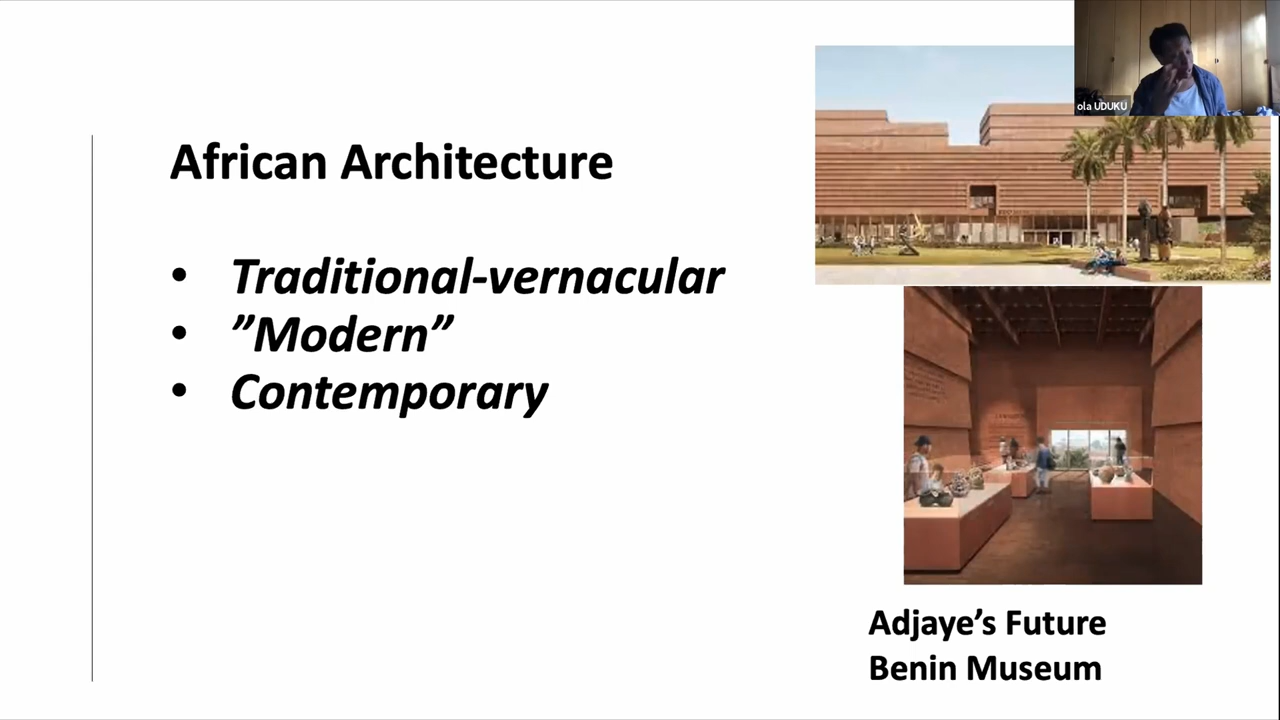 African Architecture
• Traditional-vernacular
• ”Modern”
• Contemporary
ola UDUKU
Adjaye’s Future
Benin Museum